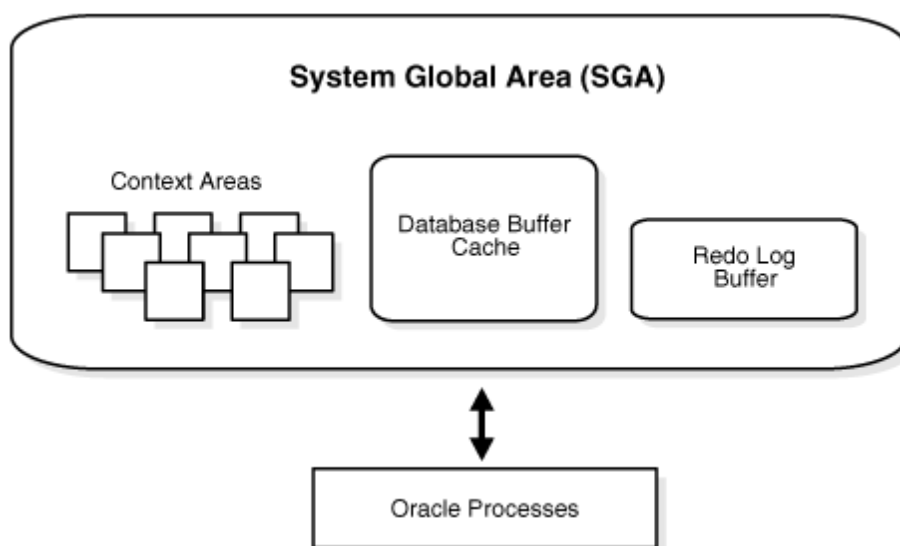 System Global Area (SGA)
Context Areas
Database Buffer
Cache
Redo Log
Buffer
Oracle Processes